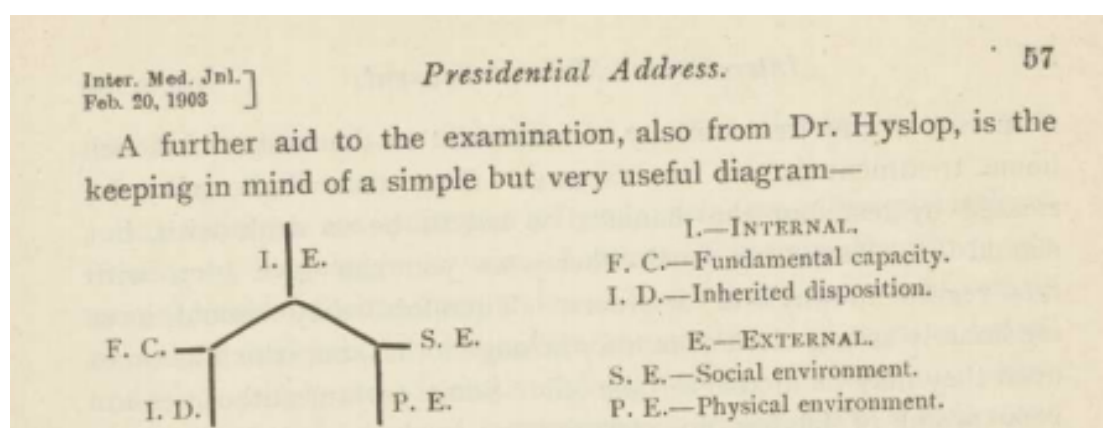 Inter. Med. Jnl.
Feb. 20, 1903
Presidential Address.
57
A further aid to the examination, also from Dr. Hyslop, is the
keeping in mind of a simple but very useful diagram—
I. E.
F. C.
S. E.
I. D.
P. E.
I.—INTERNAL.
F. C.—Fundamental capacity.
I. D.—Inherited disposition.
E.—EXTERNAL.
S. E.—Social environment.
P. E.—Physical environment.